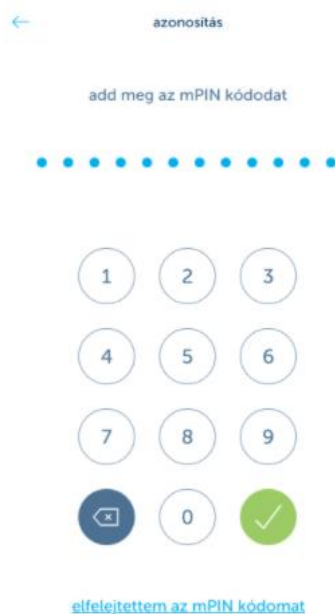 azonosítás
add meg az mPIN kódodat
1 2 3
4 5 6
7 8 9
0
elfelejtettem az mPIN kódomat